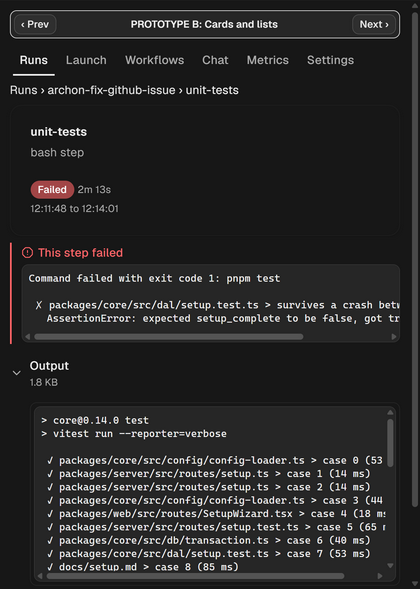 ‹ Prev
PROTOTYPE B: Cards and lists
Next ›
Runs Launch Workflows Chat Metrics Settings
Runs › archon-fix-github-issue › unit-tests
unit-tests
bash step
Failed 2m 13s
12:11:48 to 12:14:01
This step failed
Command failed with exit code 1: pnpm test
✗ packages/core/src/dal/setup.test.ts > survives a crash betw
AssertionError: expected setup_complete to be false, got tr
Output
1.8 KB
> core@0.14.0 test
> vitest run --reporter=verbose
✓ packages/core/src/config/config-loader.ts > case 0 (53
✓ packages/server/src/routes/setup.ts > case 1 (14 ms)
✓ packages/server/src/routes/setup.ts > case 2 (14 ms)
✓ packages/core/src/config/config-loader.ts > case 3 (44
✓ packages/web/src/routes/SetupWizard.tsx > case 4 (18 ms
✓ packages/server/src/routes/setup.test.ts > case 5 (65 m
✓ packages/core/src/db/transaction.ts > case 6 (40 ms)
✓ packages/core/src/dal/setup.test.ts > case 7 (53 ms)
✓ docs/setup.md > case 8 (85 ms)